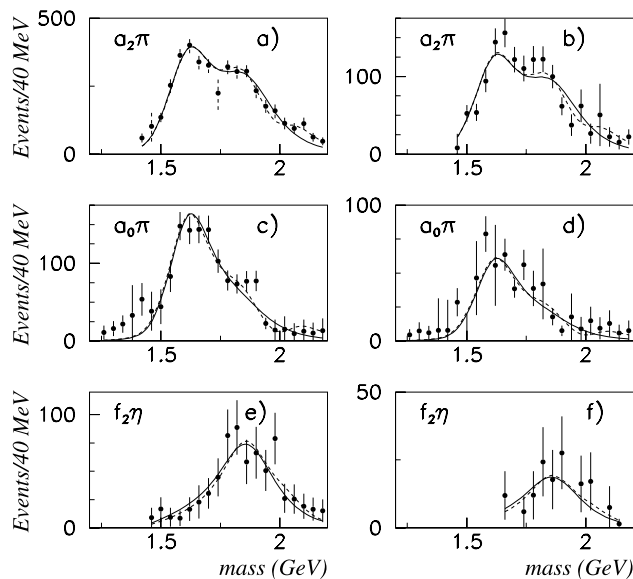 500
a₂π
a)
a₂π
b)
Events/40 MeV
100
0
0
1.5
2
1.5
2
100
a₀π
c)
a₀π
d)
Events/40 MeV
100
0
0
1.5
2
1.5
2
50
100
f₂η
e)
f₂η
f)
Events/40 MeV
0
0
1.5
2
1.5
2
mass (GeV)
mass (GeV)